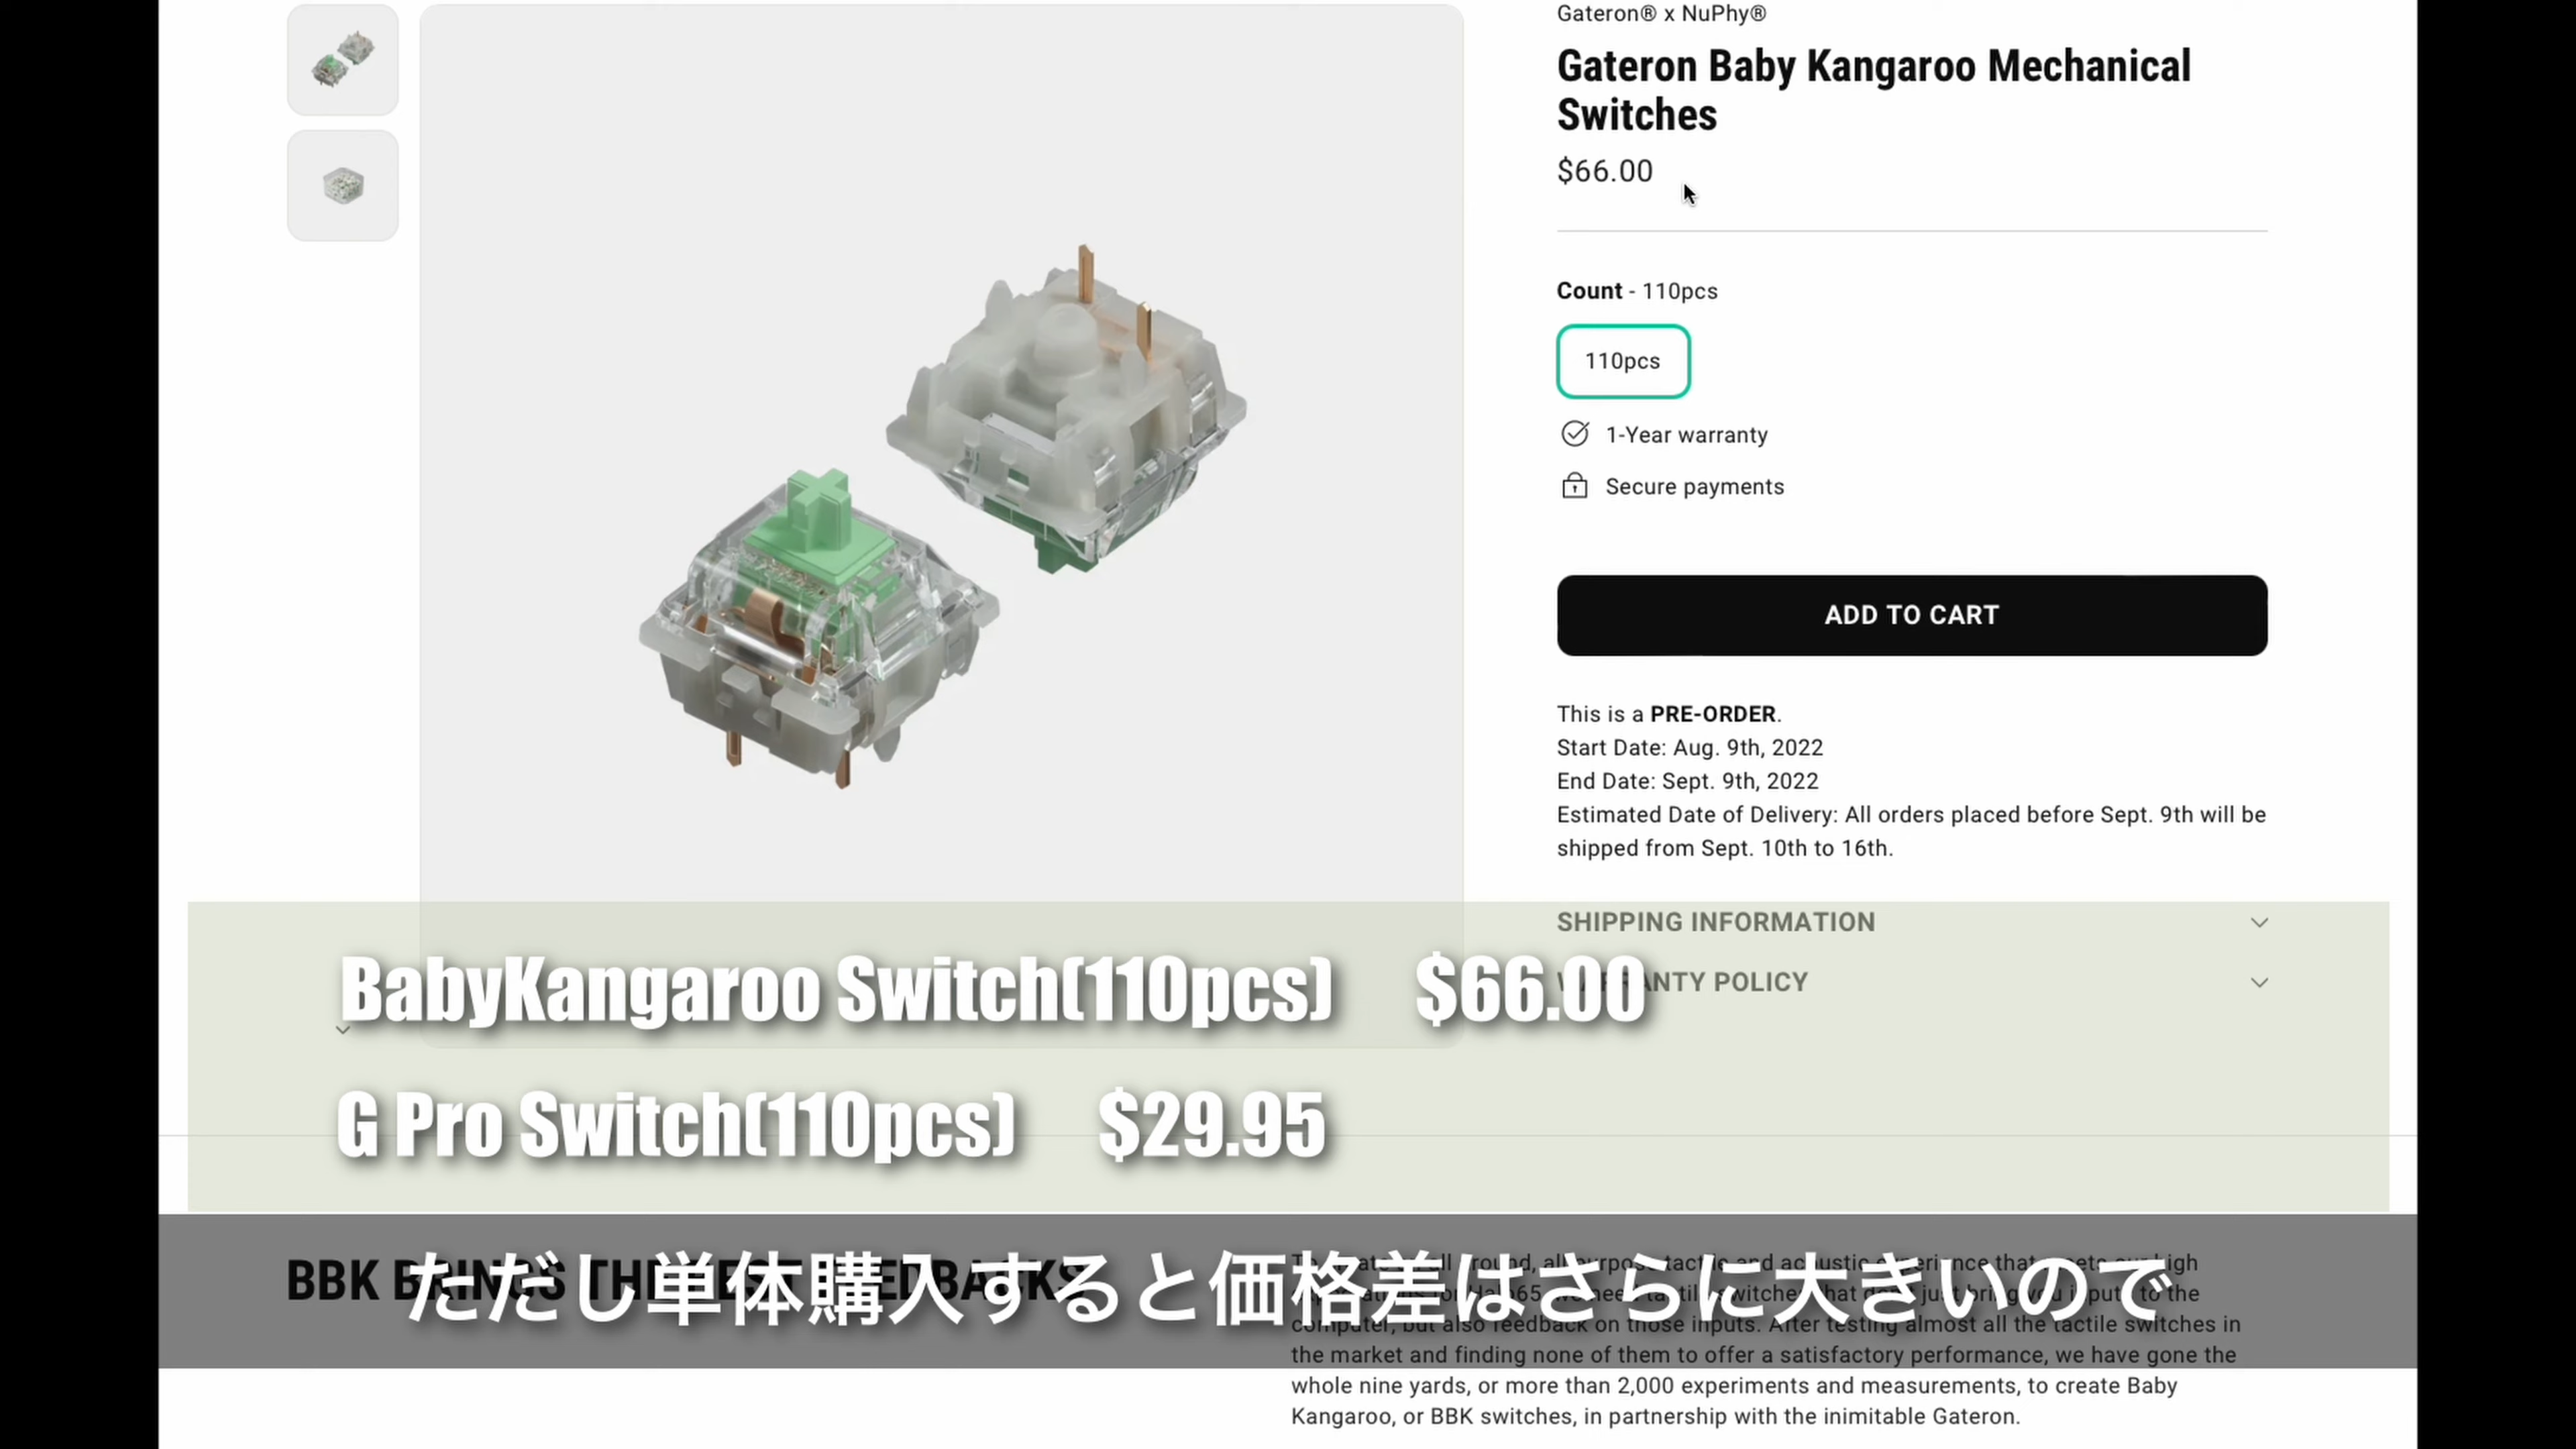 Gateron® x NuPhy®
Gateron Baby Kangaroo Mechanical
Switches
$66.00
Count - 110pcs
110pcs
1-Year warranty
Secure payments
ADD TO CART
This is a PRE-ORDER.
Start Date: Aug. 9th, 2022
End Date: Sept. 9th, 2022
Estimated Date of Delivery: All orders placed before Sept. 9th will be
shipped from Sept. 10th to 16th.
SHIPPING INFORMATION
POLICY
BabyKangaroo Switch(110pcs) $66.00
G Pro Switch(110pcs) $29.95
BBK
ただし単体購入すると価格差はさらに大きいので
computer, but also feedback on those inputs. After testing almost all the tactile switches in
the market and finding none of them to offer a satisfactory performance, we have gone the
whole nine yards, or more than 2,000 experiments and measurements, to create Baby
Kangaroo, or BBK switches, in partnership with the inimitable Gateron.